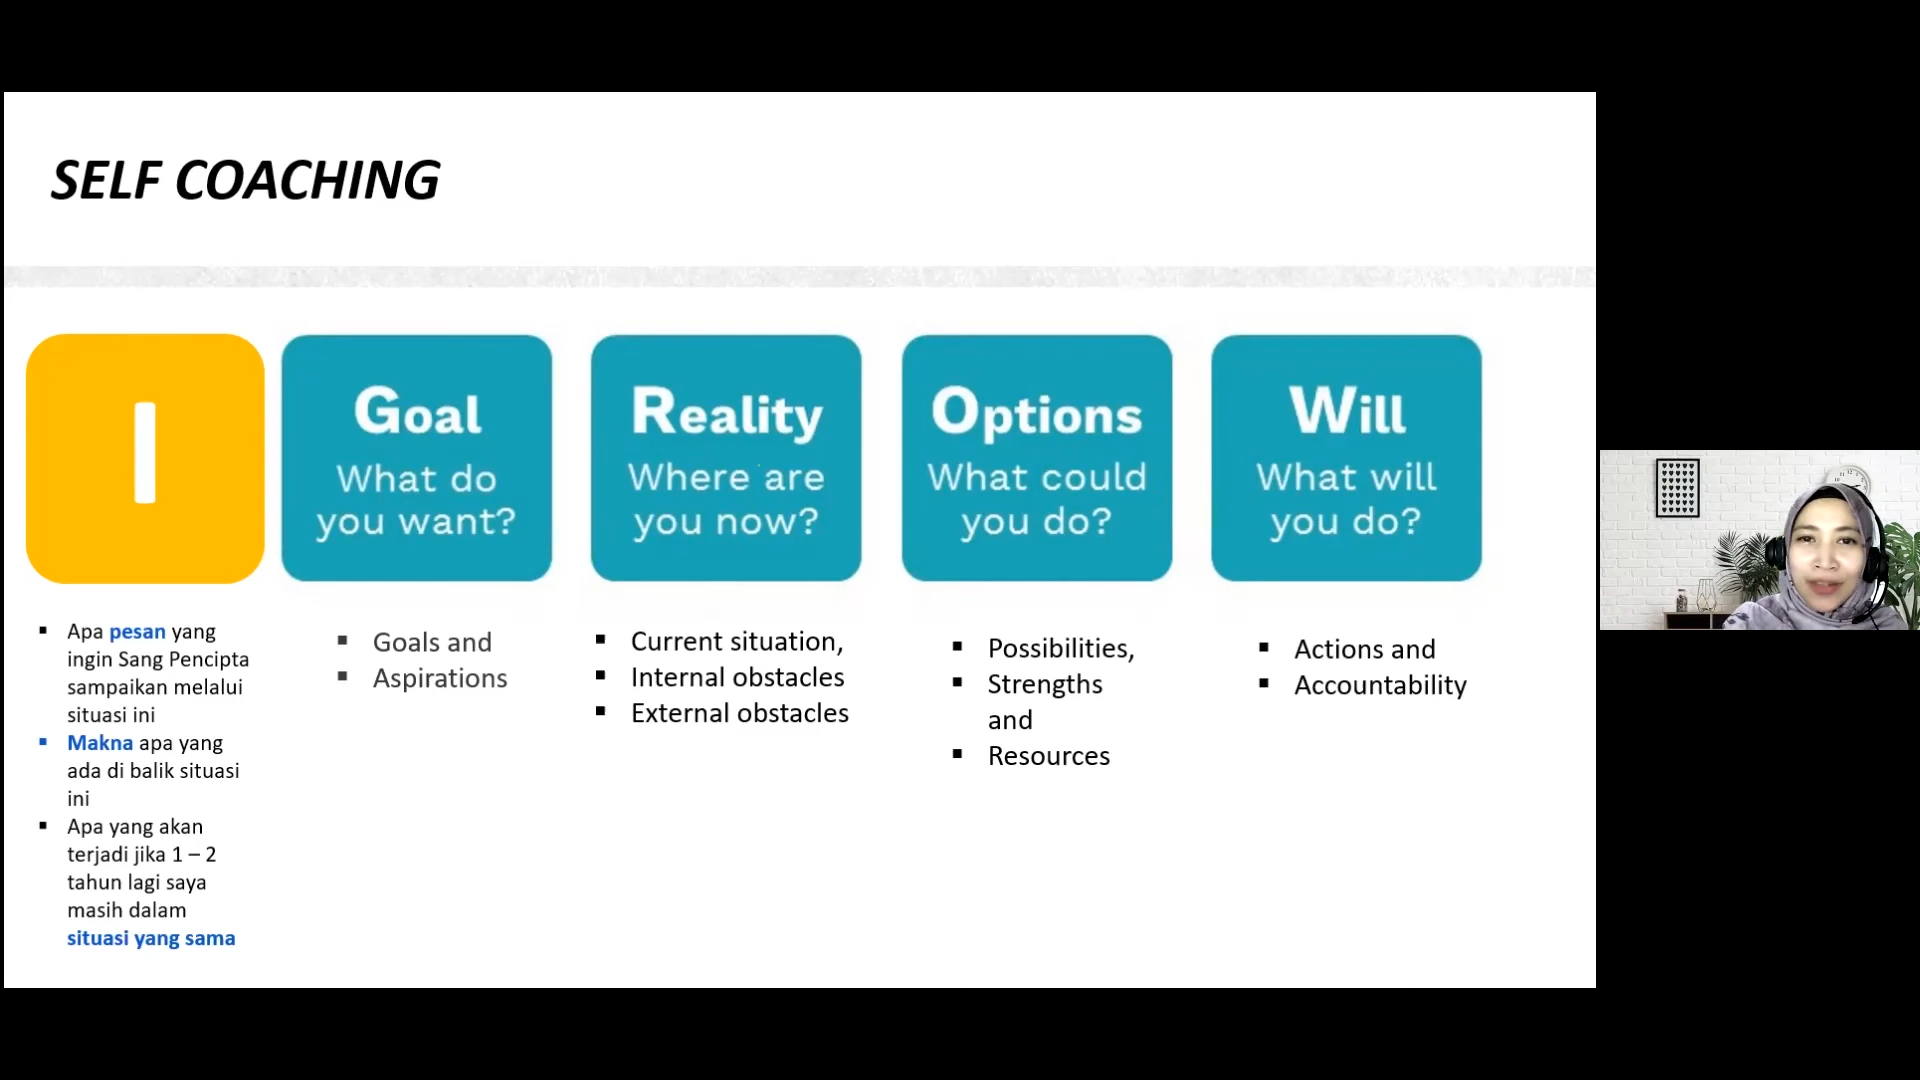 SELF COACHING
I
Goal
What do
you want?
Reality
Where are
you now?
Options
What could
you do?
Will
What will
you do?
▪ Apa pesan yang
ingin Sang Pencipta
sampaikan melalui
situasi ini
▪ Makna apa yang
ada di balik situasi
ini
▪ Apa yang akan
terjadi jika 1 – 2
tahun lagi saya
masih dalam
situasi yang sama
▪ Goals and
▪ Aspirations
▪ Current situation,
▪ Internal obstacles
▪ External obstacles
▪ Possibilities,
▪ Strengths
and
▪ Resources
▪ Actions and
▪ Accountability